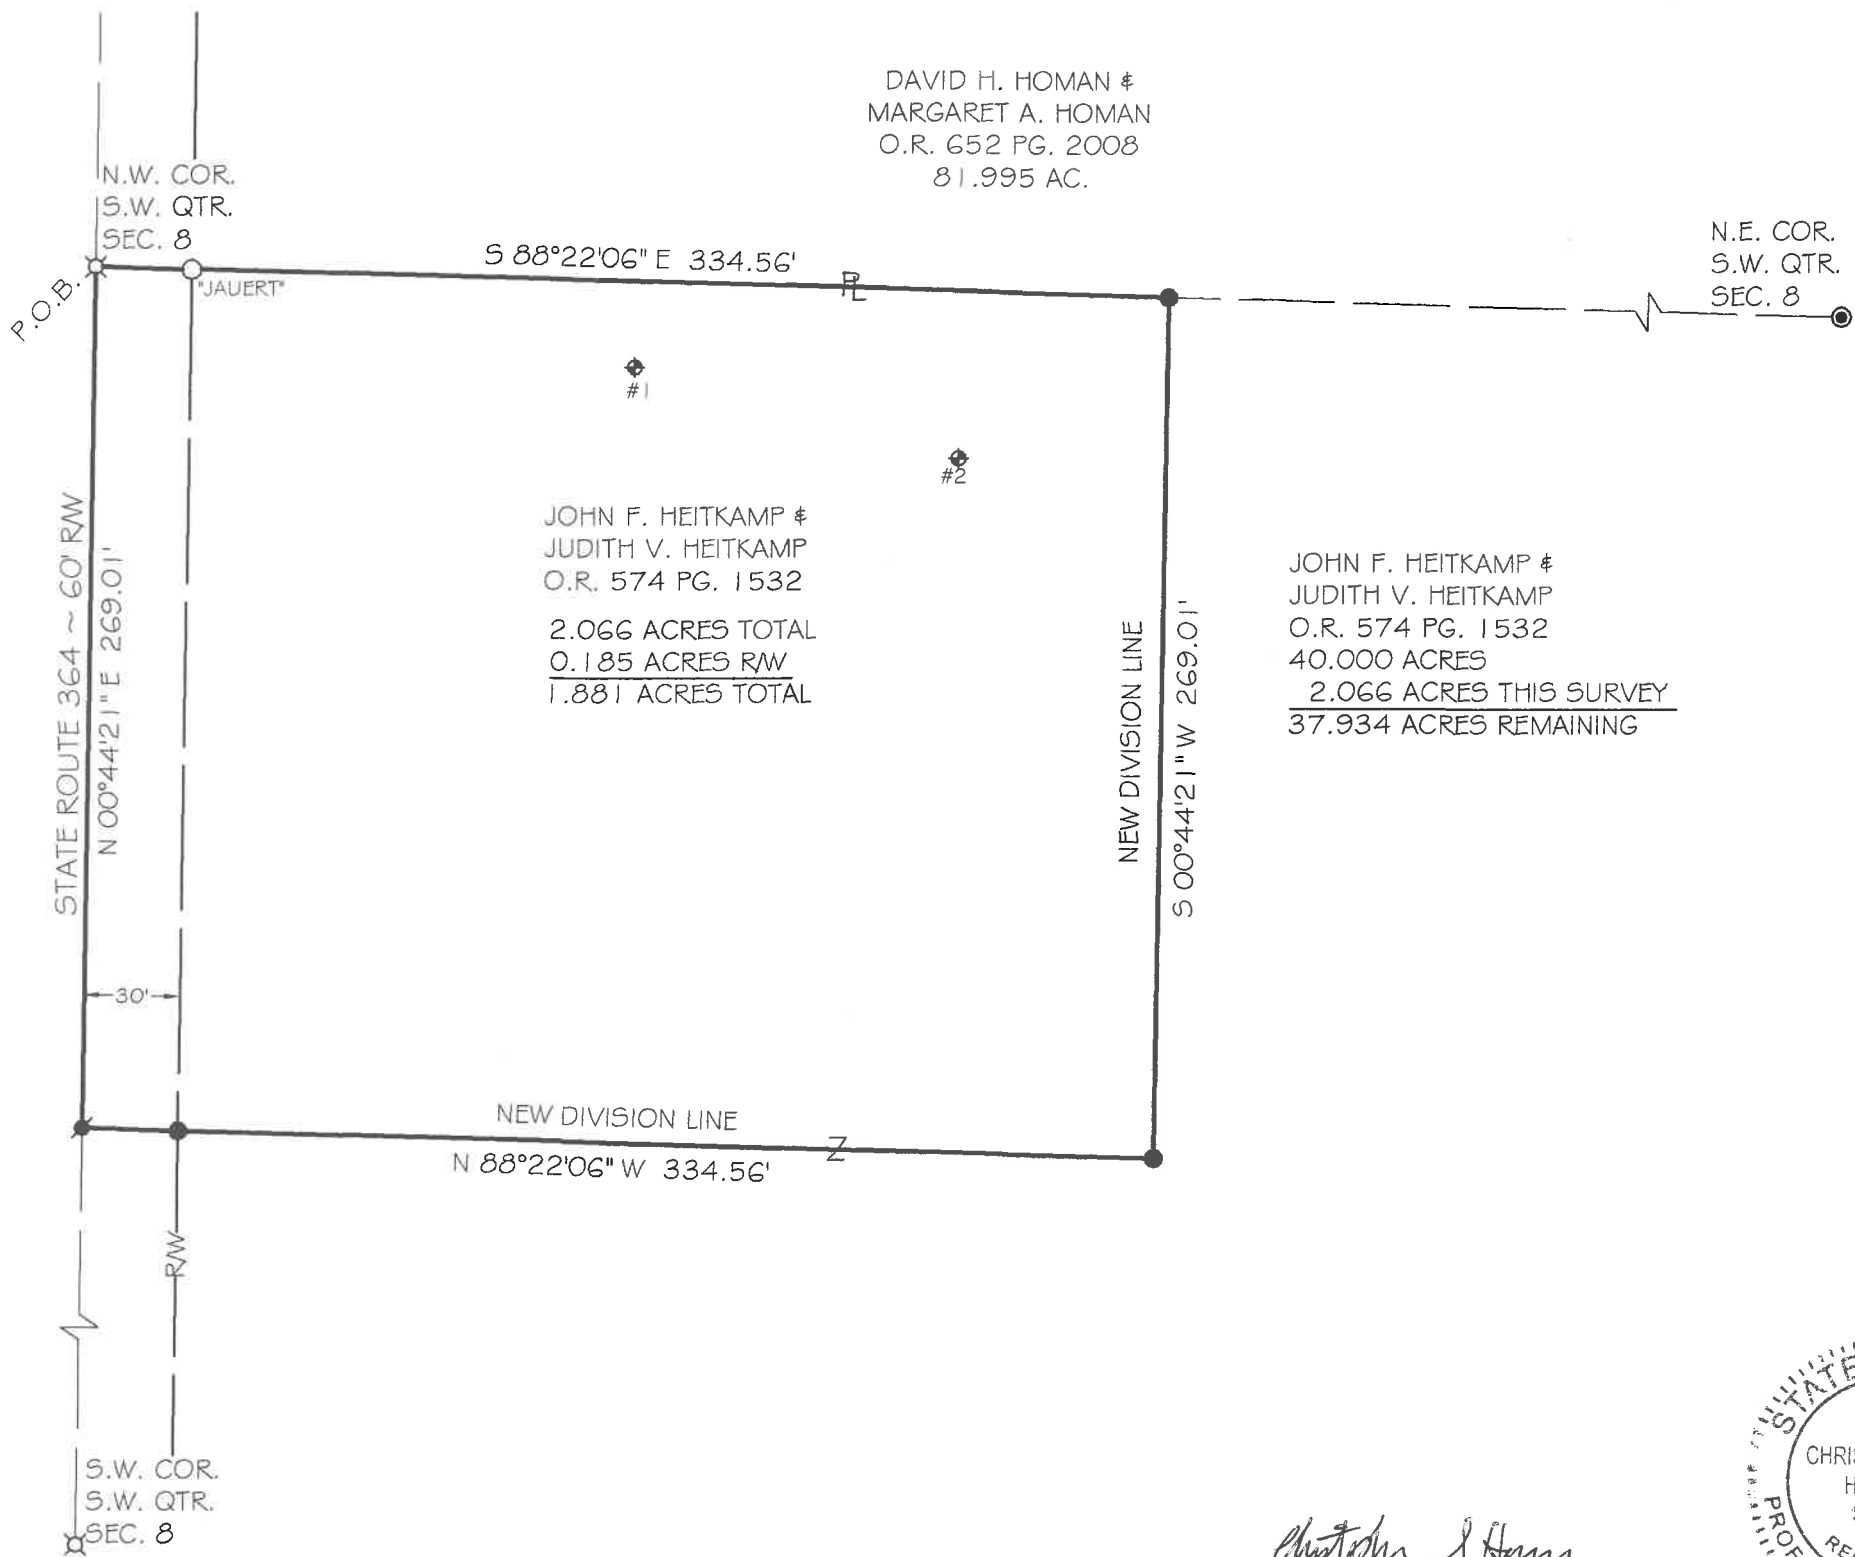 DAVID H. HOMAN &
MARGARET A. HOMAN
O.R. 652 PG. 2008
81.995 AC.
N.W. COR.
S.W. QTR.
SEC. 8
N.E. COR.
S.W. QTR.
SEC. 8
S 88°22'06" E 334.56'
P.O.B.
"JAUERT"
PL
#1
#2
JOHN F. HEITKAMP &
JUDITH V. HEITKAMP
O.R. 574 PG. 1532
2.066 ACRES TOTAL
0.185 ACRES R/W
1.881 ACRES TOTAL
JOHN F. HEITKAMP &
JUDITH V. HEITKAMP
O.R. 574 PG. 1532
40.000 ACRES
2.066 ACRES THIS SURVEY
37.934 ACRES REMAINING
STATE ROUTE 364 ~ 60' R/W
N 00°44'21" E 269.01'
NEW DIVISION LINE
S 00°44'21" W 269.01'
30'
NEW DIVISION LINE
Z
N 88°22'06" W 334.56'
R/W
S.W. COR.
S.W. QTR.
SEC. 8
STATE